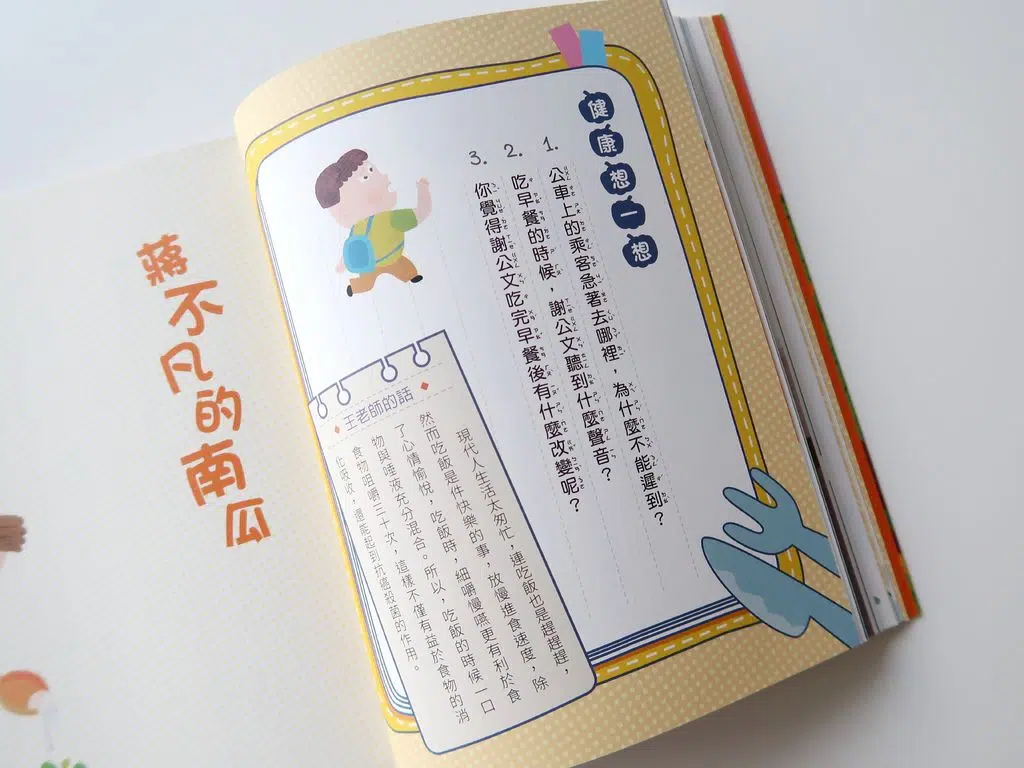 健康想一想
1. 公車上的乘客急著去哪裡，為什麼不能遲到？
2. 吃早餐的時候，謝公文聽到什麼聲音？
3. 你覺得謝公文吃完早餐後有什麼改變呢？
王老師的話
現代人生活太匆忙，連吃飯也是趕趕趕，
然而吃飯是件快樂的事，放慢進食速度，除
了心情愉悅，吃飯時，細嚼慢嚥更有利於食
物與唾液充分混合。所以，吃飯的時候一口
食物咀嚼三十次，這樣不僅有益於食物的消
化吸收，還能起到抗癌殺菌的作用。
蔣不凡的南瓜